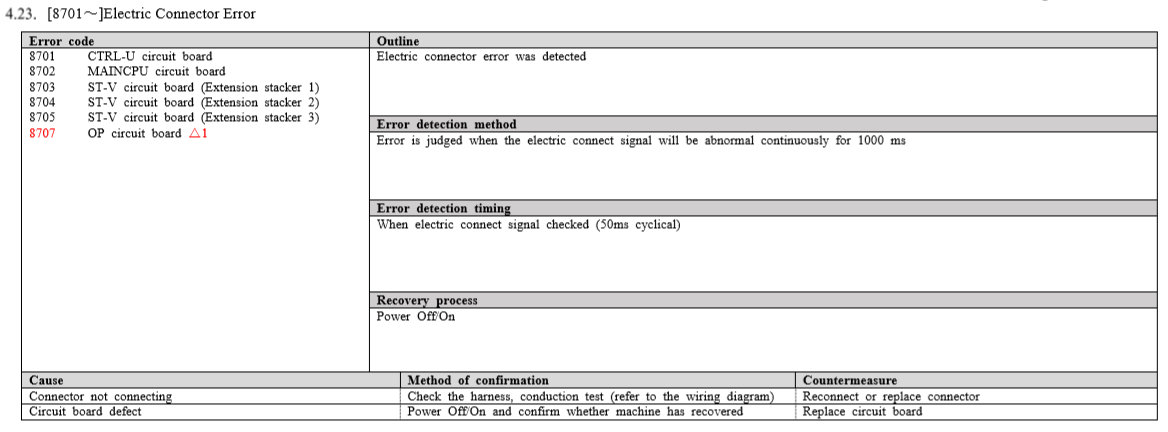 4.23. [8701～]Electric Connector Error
Error code
8701 CTRL-U circuit board
8702 MAINCPU circuit board
8703 ST-V circuit board (Extension stacker 1)
8704 ST-V circuit board (Extension stacker 2)
8705 ST-V circuit board (Extension stacker 3)
8707 OP circuit board △1
Outline
Electric connector error was detected
Error detection method
Error is judged when the electric connect signal will be abnormal continuously for 1000 ms
Error detection timing
When electric connect signal checked (50ms cyclical)
Recovery process
Power Off/On
Cause Method of confirmation Countermeasure
Connector not connecting Check the harness, conduction test (refer to the wiring diagram) Reconnect or replace connector
Circuit board defect Power Off/On and confirm whether machine has recovered Replace circuit board